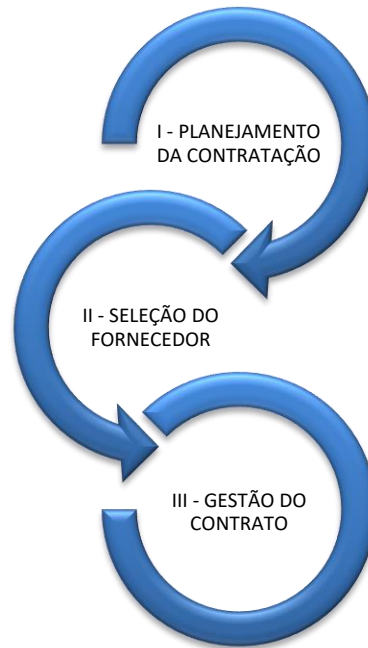 I - PLANEJAMENTO
DA CONTRATAÇÃO
II - SELEÇÃO DO
FORNECEDOR
III - GESTÃO DO
CONTRATO